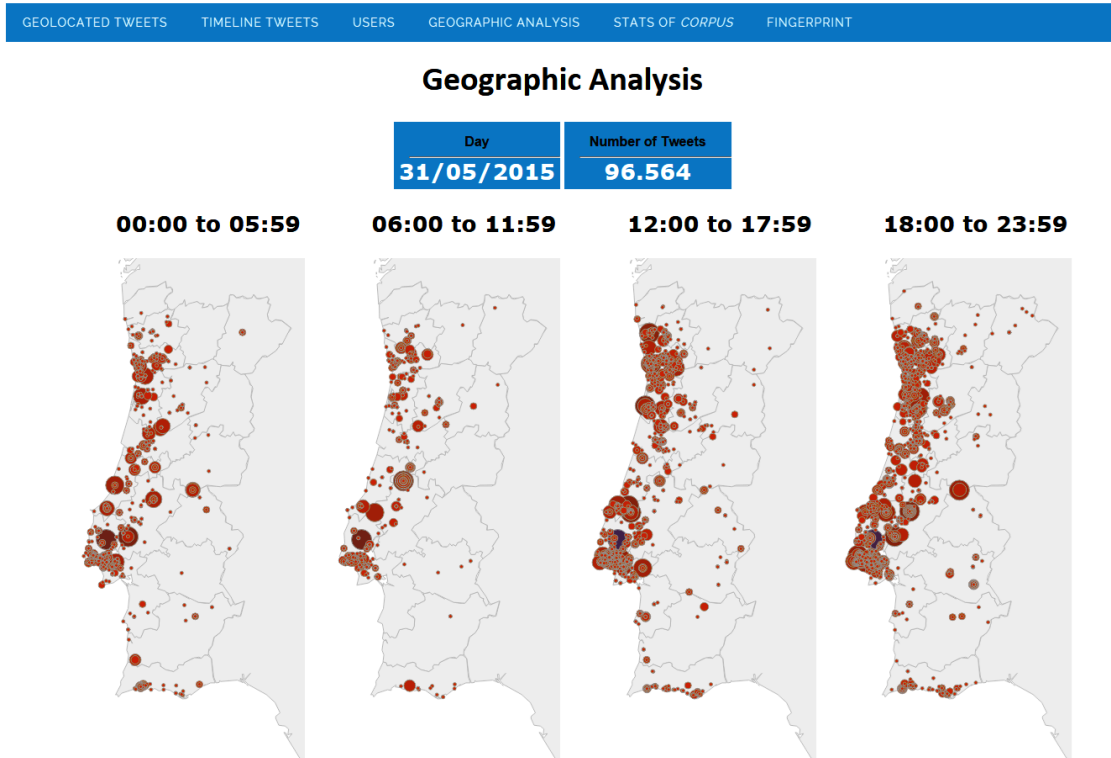 GEOLOCATED TWEETS TIMELINE TWEETS USERS GEOGRAPHIC ANALYSIS STATS OF CORPUS FINGERPRINT
Geographic Analysis
Day Number of Tweets
31/05/2015 96.564
00:00 to 05:59 06:00 to 11:59 12:00 to 17:59 18:00 to 23:59